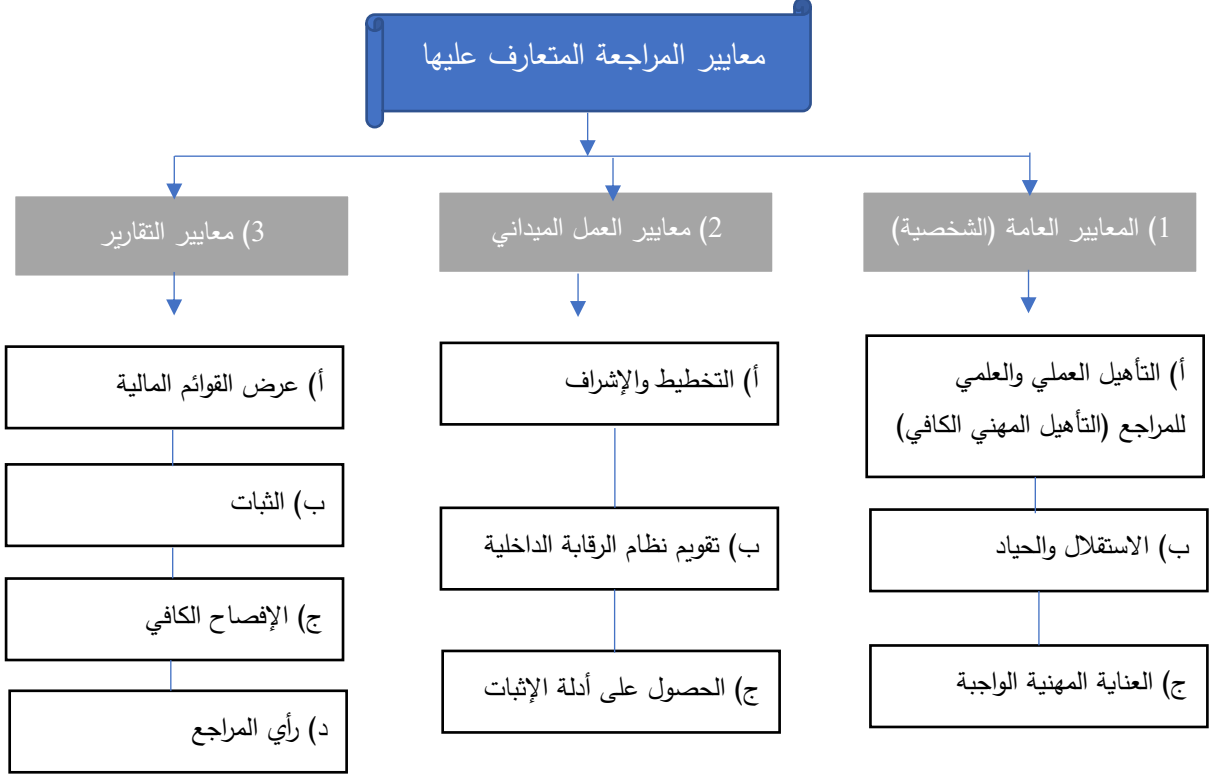 معايير المراجعة المتعارف عليها
1) المعايير العامة (الشخصية)
أ) التأهيل العملي والعلمي
للمراجع (التأهيل المهني الكافي)
ب) الاستقلال والحياد
ج) العناية المهنية الواجبة
2) معايير العمل الميداني
أ) التخطيط والإشراف
ب) تقويم نظام الرقابة الداخلية
ج) الحصول على أدلة الإثبات
3) معايير التقارير
أ) عرض القوائم المالية
ب) الثبات
ج) الإفصاح الكافي
د) رأي المراجع